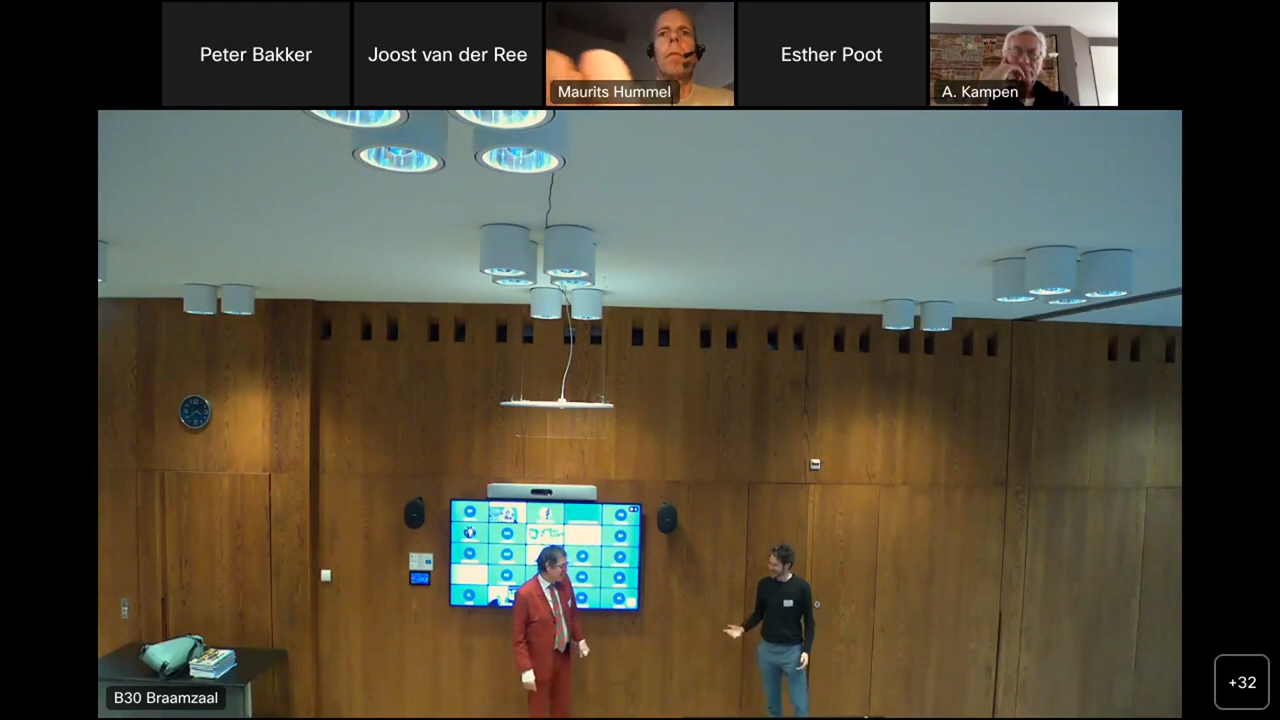 Peter Bakker
Joost van der Ree
Maurits Hummel
Esther Poot
A. Kampen
B30 Braamzaal
+32